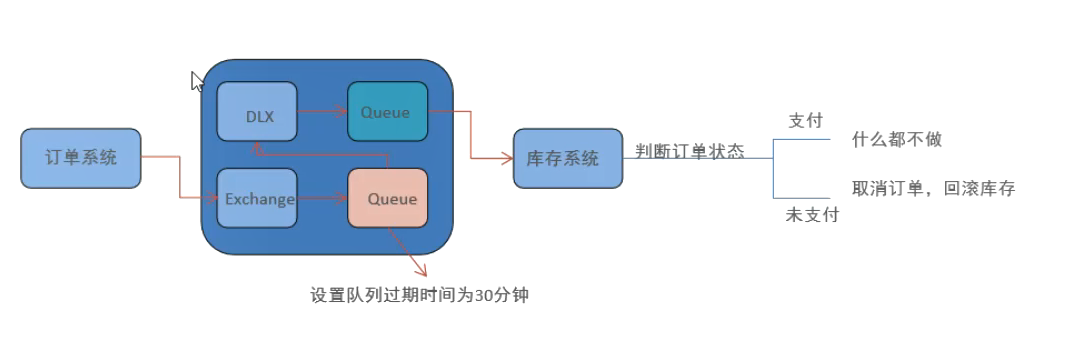 订单系统
DLX
Queue
Exchange
Queue
设置队列过期时间为30分钟
库存系统
判断订单状态
支付
什么都不做
未支付
取消订单，回滚库存